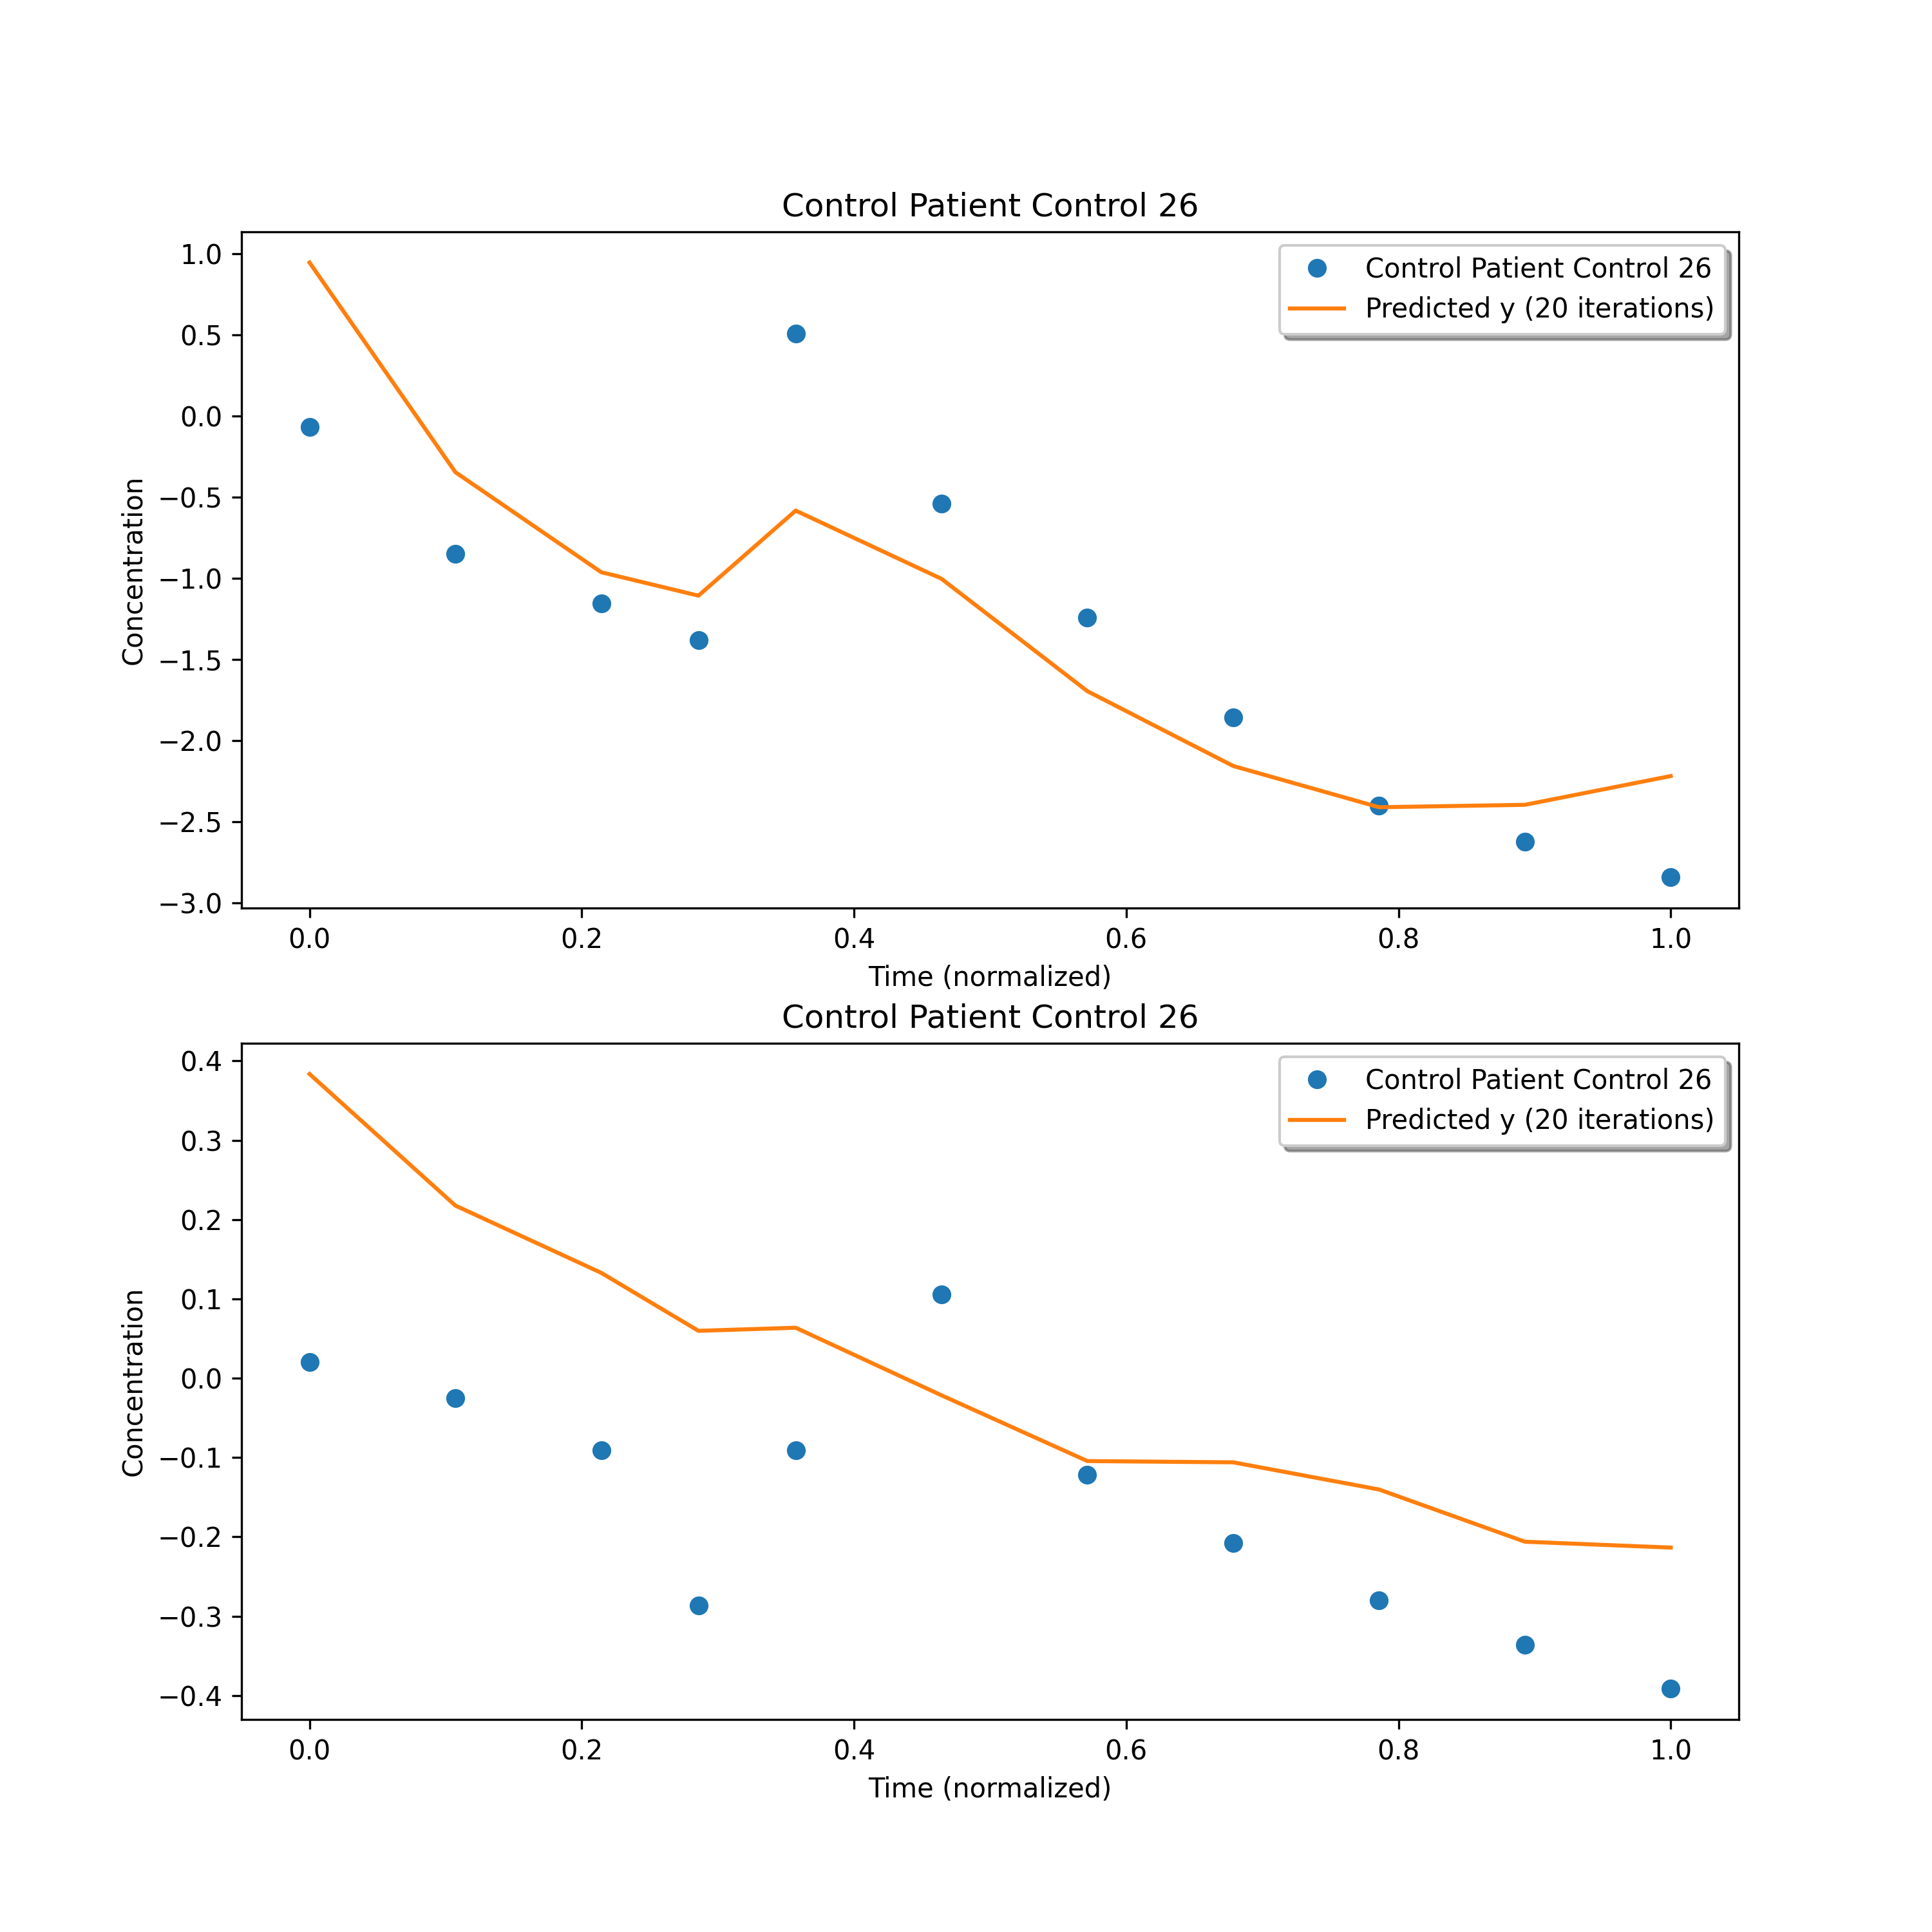 Control Patient Control 26
Control Patient Control 26
Predicted y (20 iterations)
1.0
0.5
0.0
−0.5
−1.0
−1.5
−2.0
−2.5
−3.0
Concentration
0.0 0.2 0.4 0.6 0.8 1.0
Time (normalized)
Control Patient Control 26
Control Patient Control 26
Predicted y (20 iterations)
0.4
0.3
0.2
0.1
0.0
−0.1
−0.2
−0.3
−0.4
Concentration
0.0 0.2 0.4 0.6 0.8 1.0
Time (normalized)